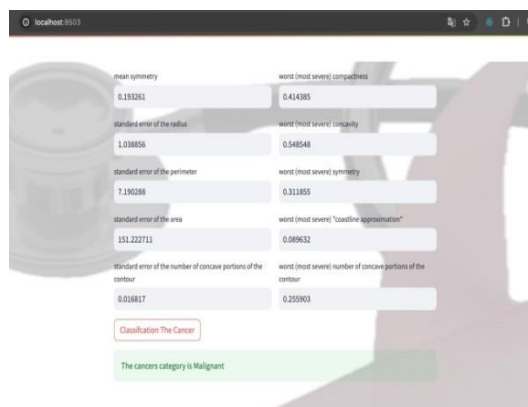 localhost:8503
mean symmetry
worst (most severe) compactness
0.193261
0.414385
standard error of the radius
worst (most severe) concavity
1.038856
0.548548
standard error of the perimeter
worst (most severe) symmetry
7.190288
0.311855
standard error of the area
worst (most severe) "coastline approximation"
151.222711
0.089632
standard error of the number of concave portions of the
contour
worst (most severe) number of concave portions of the
contour
0.016817
0.255903
Classifcation The Cancer
The cancers category is Malignant